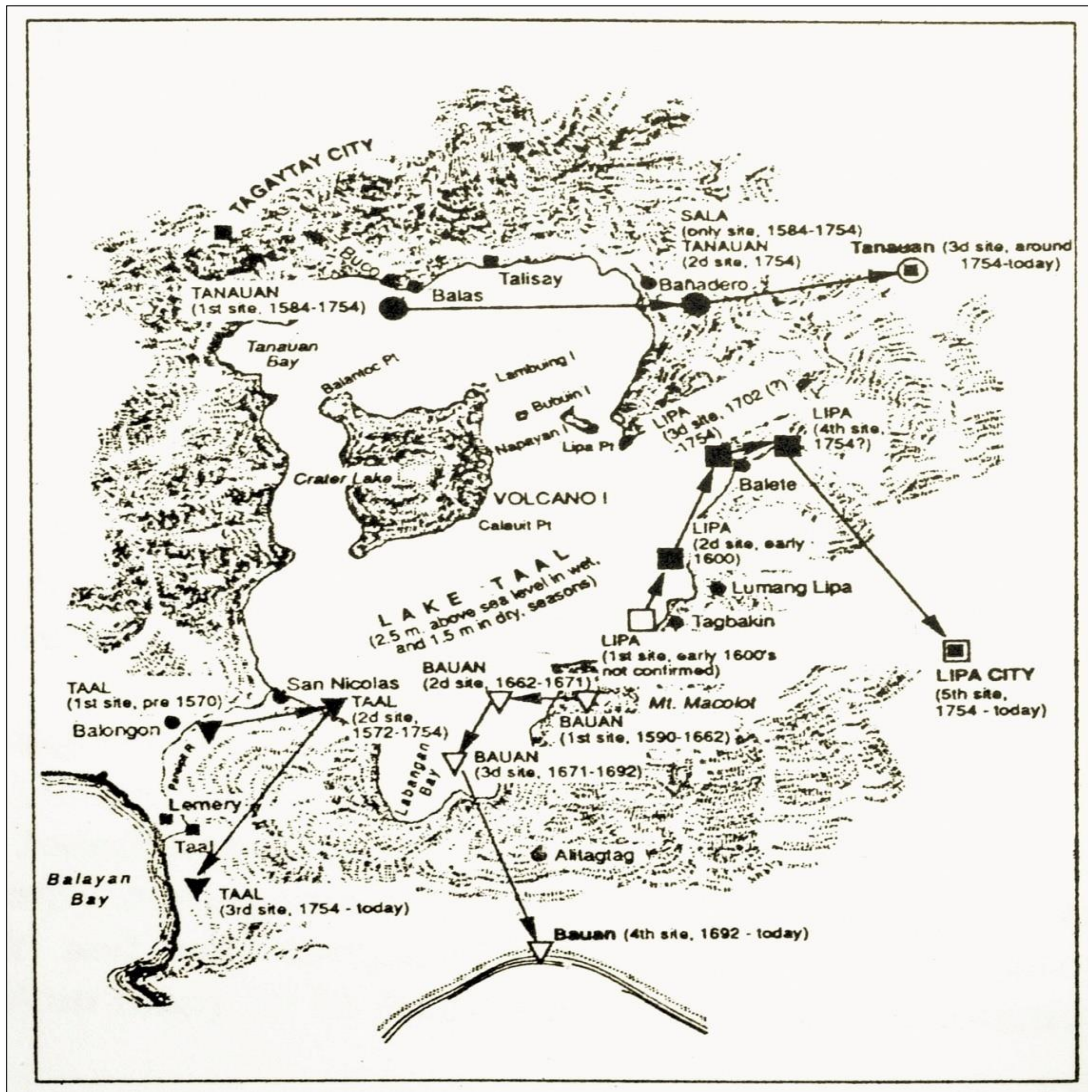 TAGAYTAY CITY
SALA
(only site, 1584-1754)
TANAUAN
(2d site, 1754)
Tanauan (3d site, around
1754-today)
Buco
Talisay
Bañadero
TANAUAN
(1st site, 1584-1754)
Balas
Tanauan
Bay
Balantoc Pt
Lambuing I
Bubuin I
Napayan I
Lipa Pt
LIPA
(3d site, 1702 (?)
-1754)
LIPA
(4th site,
1754?)
Crater Lake
Balete
VOLCANO I
Calauit Pt
LIPA
(2d site, early
1600)
LAKE TAAL
(2.5 m. above sea level in wet,
and 1.5 m in dry, seasons)
Lumang Lipa
Tagbakin
LIPA
(1st site, early 1600's
not confirmed)
LIPA CITY
(5th site,
1754 - today)
BAUAN
(2d site, 1662-1671)
San Nicolas
TAAL
(1st site, pre 1570)
TAAL
(2d site,
1572-1754)
Mt. Macolot
Balongon
BAUAN
(1st site, 1590-1662)
BAUAN
(3d site, 1671-1692)
Labangan
Bay
Lemery
Taal
Alitagtag
Balayan
Bay
TAAL
(3rd site, 1754 - today)
Bauan (4th site, 1692 - today)